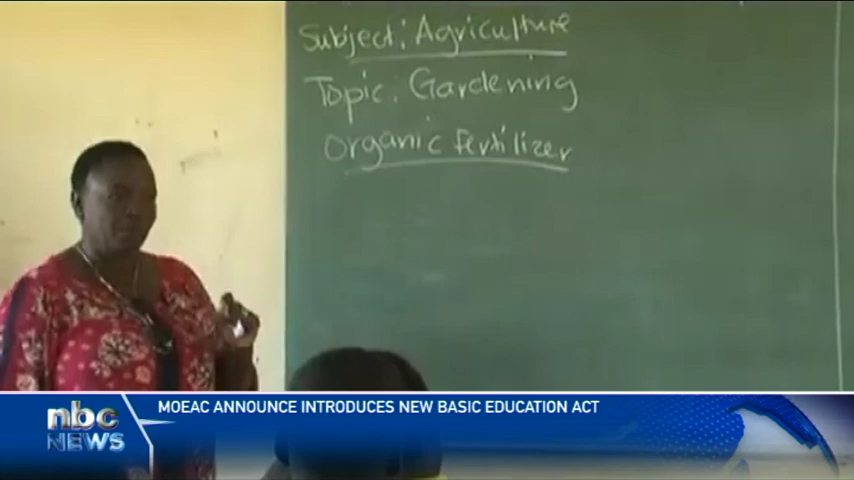 Subject: Agriculture
Topic: Gardening
Organic fertilizer
nbc
NEWS
MOEAC ANNOUNCE INTRODUCES NEW BASIC EDUCATION ACT